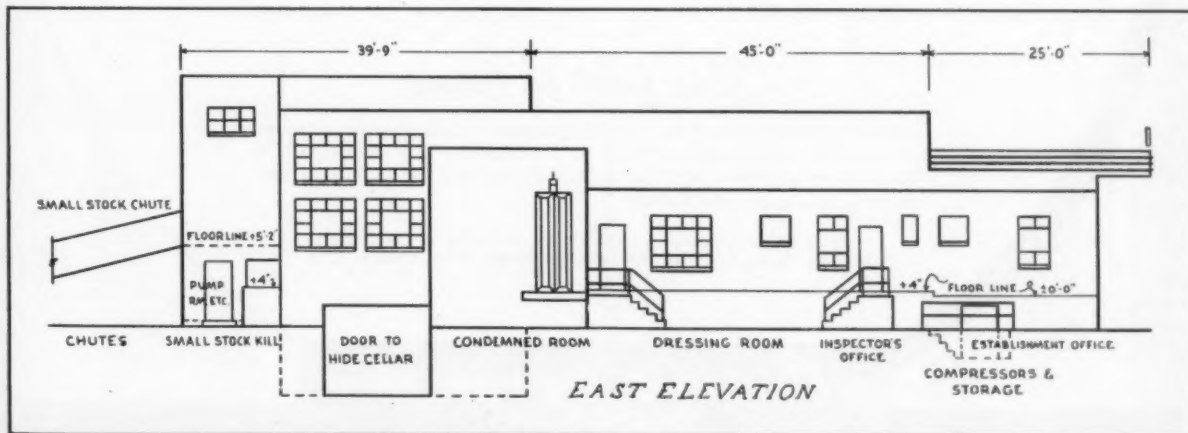 39'-9" 45'-0" 25'-0"
SMALL STOCK CHUTE
FLOOR LINE +5'-2"
PUMP
RM. ETC.
+4"
+4" FLOOR LINE ±0'-0"
CHUTES
SMALL STOCK KILL
DOOR TO
HIDE CELLAR
CONDEMNED ROOM
DRESSING ROOM
INSPECTOR'S
OFFICE
ESTABLISHMENT OFFICE
COMPRESSORS &
STORAGE
EAST ELEVATION